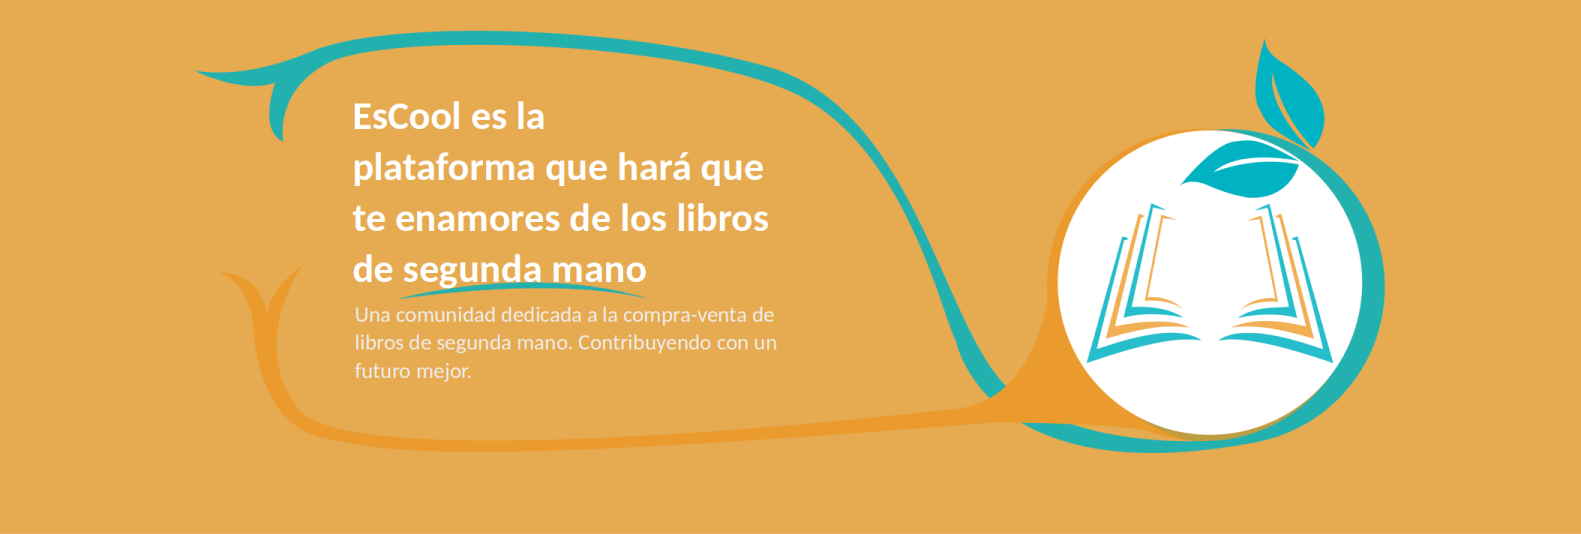 EsCool es la
plataforma que hará que
te enamores de los libros
de segunda mano
Una comunidad dedicada a la compra-venta de
libros de segunda mano. Contribuyendo con un
futuro mejor.